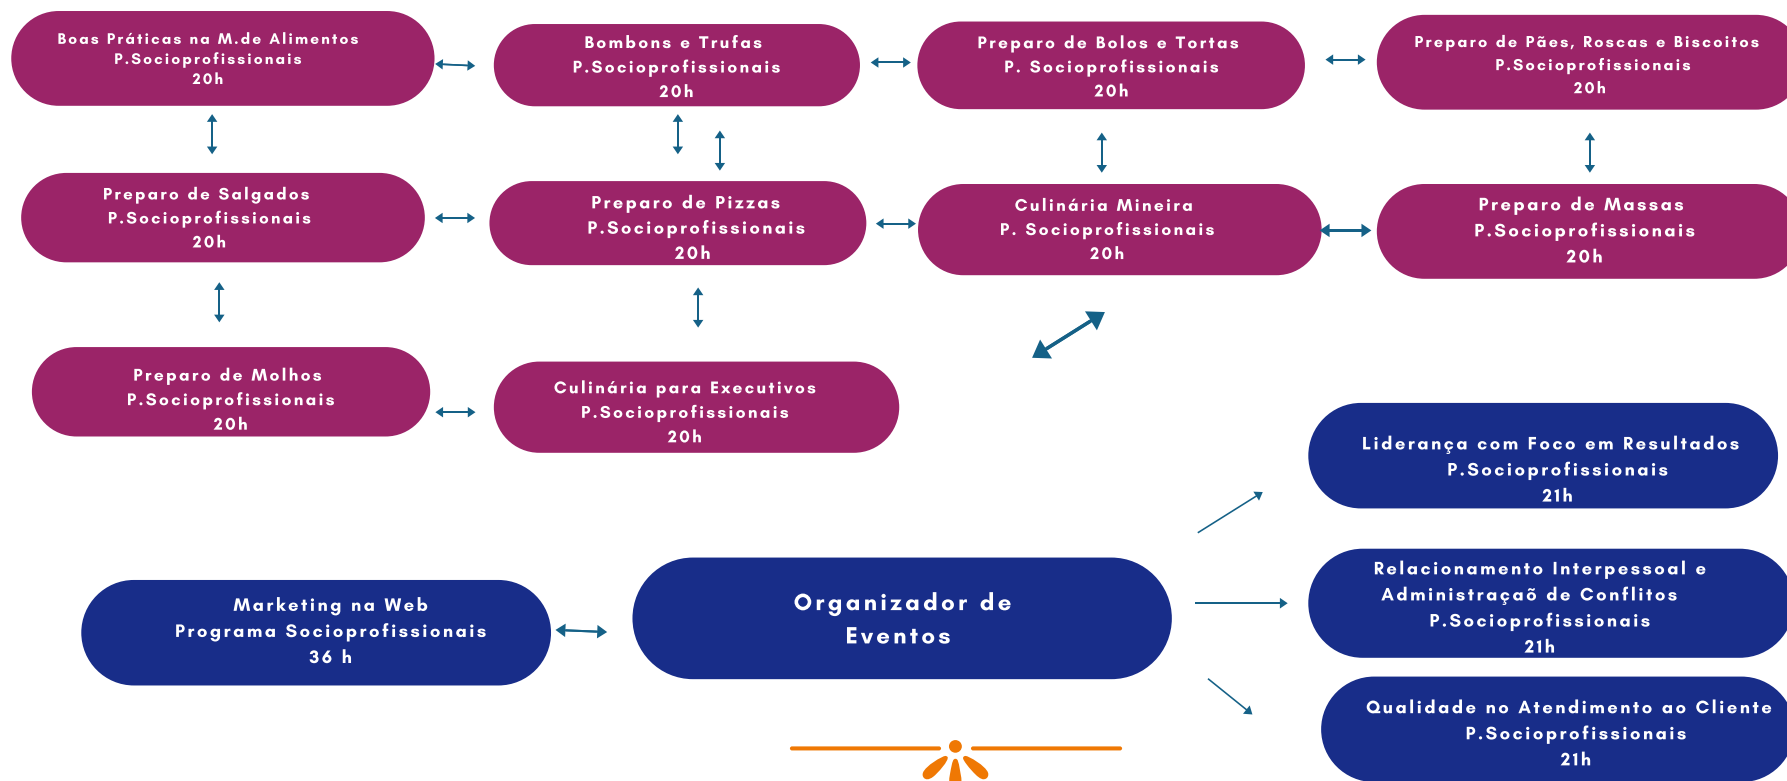 Boas Práticas na M.de Alimentos
P.Socioprofissionais
20h
Bombons e Trufas
P.Socioprofissionais
20h
Preparo de Bolos e Tortas
P. Socioprofissionais
20h
Preparo de Pães, Roscas e Biscoitos
P.Socioprofissionais
20h
Preparo de Salgados
P.Socioprofissionais
20h
Preparo de Pizzas
P.Socioprofissionais
20h
Culinária Mineira
P. Socioprofissionais
20h
Preparo de Massas
P.Socioprofissionais
20h
Preparo de Molhos
P.Socioprofissionais
20h
Culinária para Executivos
P.Socioprofissionais
20h
Liderança com Foco em Resultados
P.Socioprofissionais
21h
Marketing na Web
Programa Socioprofissionais
36 h
Organizador de
Eventos
Relacionamento Interpessoal e
Administraçaõ de Conflitos
P.Socioprofissionais
21h
Qualidade no Atendimento ao Cliente
P.Socioprofissionais
21h